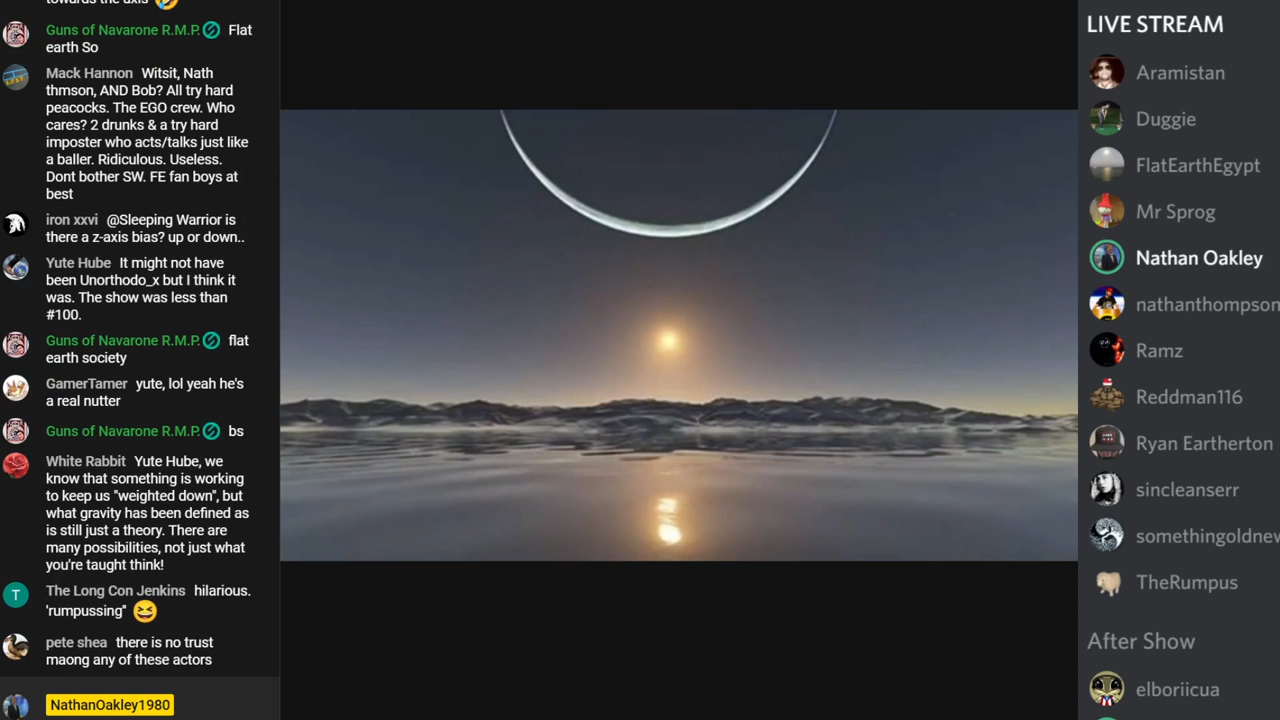 towards the axis
Guns of Navarone R.M.P. Flat
earth So
Mack Hannon Witsit, Nath
thmson, AND Bob? All try hard
peacocks. The EGO crew. Who
cares? 2 drunks & a try hard
imposter who acts/talks just like
a baller. Ridiculous. Useless.
Dont bother SW. FE fan boys at
best
iron xxvi @Sleeping Warrior is
there a z-axis bias? up or down..
Yute Hube It might not have
been Unorthodo_x but I think it
was. The show was less than
#100.
Guns of Navarone R.M.P. flat
earth society
GamerTamer yute, lol yeah he's
a real nutter
Guns of Navarone R.M.P. bs
White Rabbit Yute Hube, we
know that something is working
to keep us "weighted down", but
what gravity has been defined as
is still just a theory. There are
many possibilities, not just what
you're taught think!
T
The Long Con Jenkins hilarious.
'rumpussing"
pete shea there is no trust
maong any of these actors
NathanOakley1980
LIVE STREAM
Aramistan
Duggie
FlatEarthEgypt
Mr Sprog
Nathan Oakley
nathanthompson
Ramz
Reddman116
Ryan Eartherton
sincleanserr
somethingoldnew
TheRumpus
After Show
elboriicua